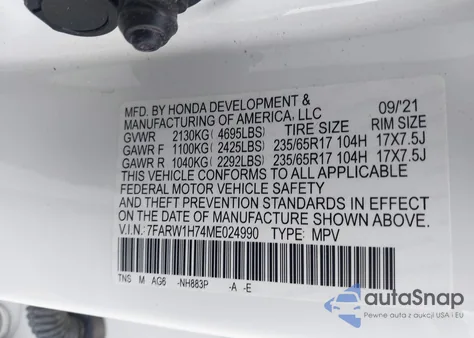 MFD. BY HONDA DEVELOPMENT & 09/'21
MANUFACTURING OF AMERICA, LLC
GVWR 2130KG( 4695LBS) TIRE SIZE RIM SIZE
GAWR F 1100KG( 2425LBS) 235/65R17 104H 17X7.5J
GAWR R 1040KG( 2292LBS) 235/65R17 104H 17X7.5J
THIS VEHICLE CONFORMS TO ALL APPLICABLE
FEDERAL MOTOR VEHICLE SAFETY
AND THEFT PREVENTION STANDARDS IN EFFECT
ON THE DATE OF MANUFACTURE SHOWN ABOVE.
V.I.N: 7FARW1H74ME024990 TYPE: MPV
TNS M AG6 -NH883P -A -E
autaSnap
Pewne auta z aukcji USA i EU